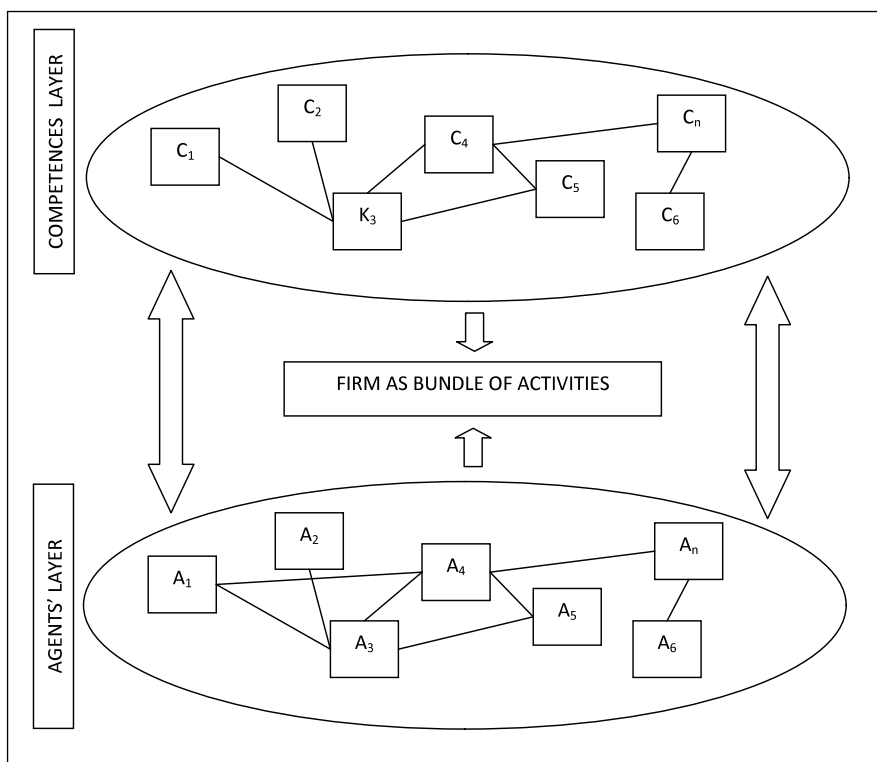 COMPETENCES LAYER
C₁
C₂
K₃
C₄
C₅
Cₙ
C₆
FIRM AS BUNDLE OF ACTIVITIES
AGENTS’ LAYER
A₁
A₂
A₃
A₄
A₅
Aₙ
A₆